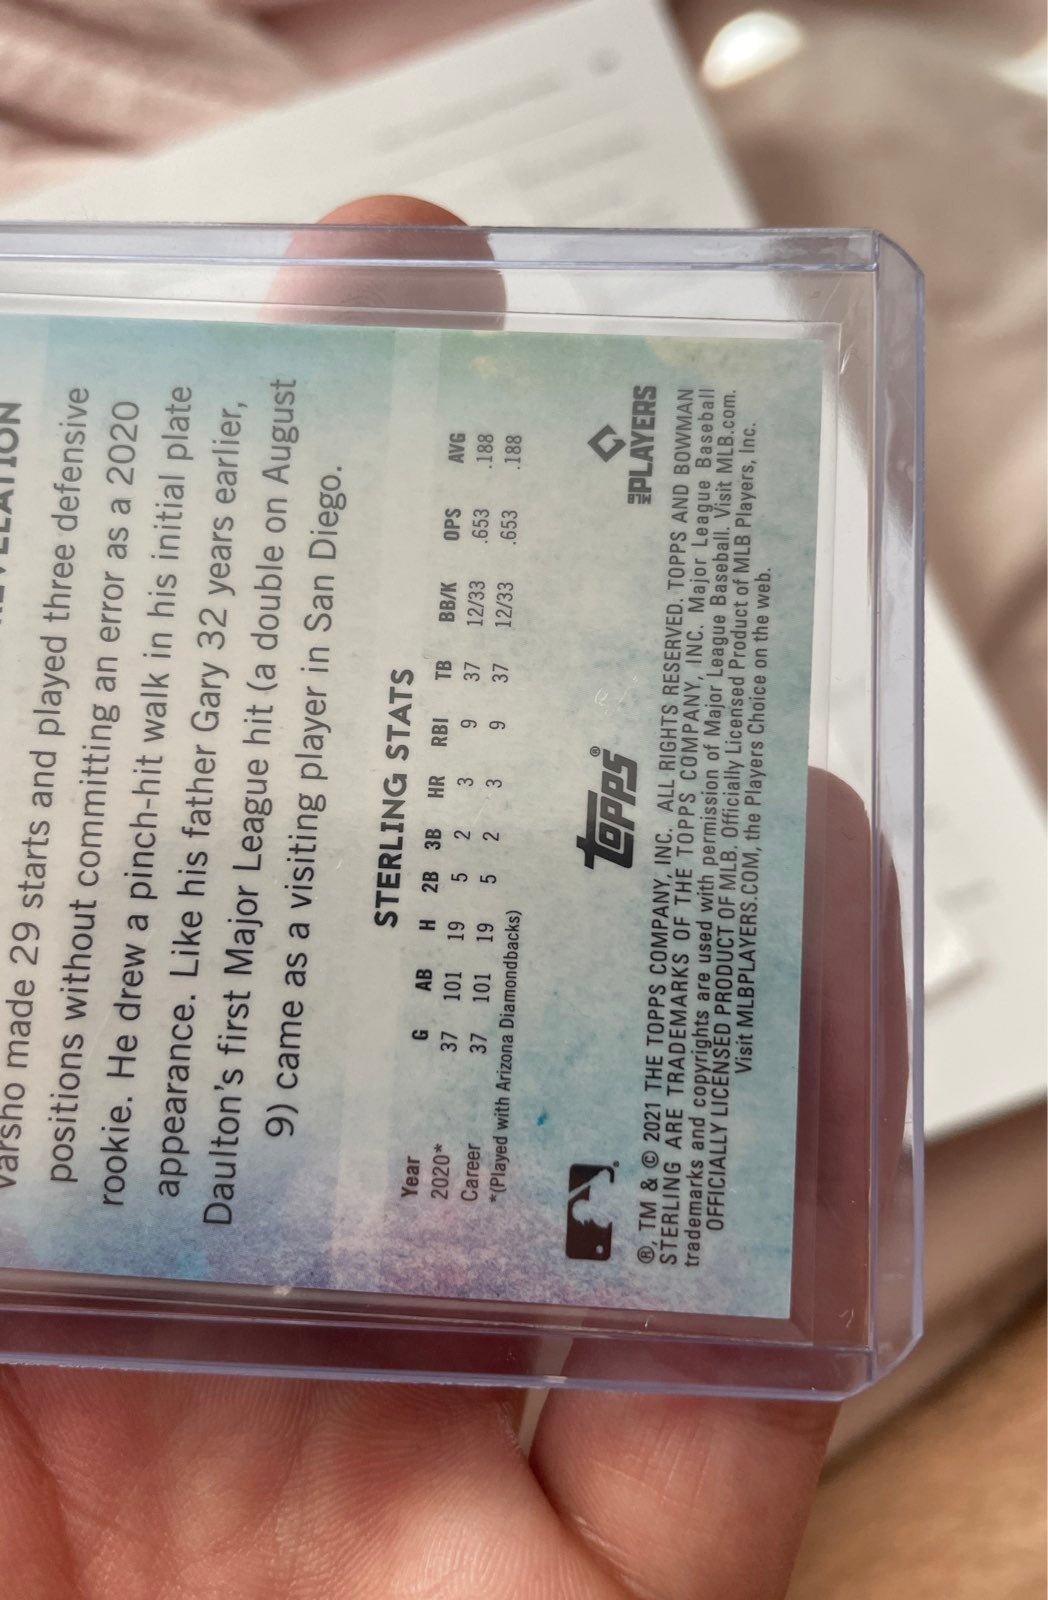 Varsho made 29 starts and played three defensive
positions without committing an error as a 2020
rookie. He drew a pinch-hit walk in his initial plate
appearance. Like his father Gary 32 years earlier,
Daulton's first Major League hit (a double on August
9) came as a visiting player in San Diego.
STERLING STATS
Year G AB H 2B 3B HR RBI TB BB/K OPS AVG
2020* 37 101 19 5 2 3 9 37 12/33 .653 .188
Career 37 101 19 5 2 3 9 37 12/33 .653 .188
*(Played with Arizona Diamondbacks)
topps® PLAYERS
®, TM & © 2021 THE TOPPS COMPANY, INC. ALL RIGHTS RESERVED. TOPPS AND BOWMAN
STERLING ARE TRADEMARKS OF THE TOPPS COMPANY, INC. Major League Baseball
trademarks and copyrights are used with permission of Major League Baseball. Visit MLB.com.
OFFICIALLY LICENSED PRODUCT OF MLB. Officially Licensed Product of MLB Players, Inc.
Visit MLBPLAYERS.COM, the Players Choice on the web.